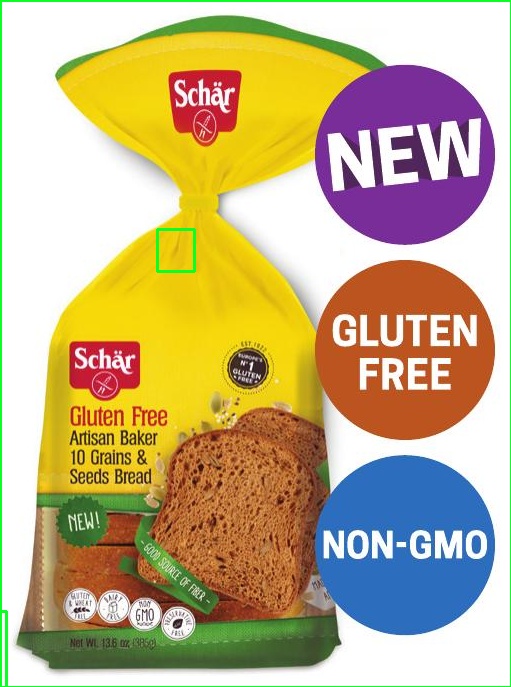 Schär
NEW
GLUTEN
FREE
Schär
EST. 1922
EUROPE'S
N°1
GLUTEN
FREE
Gluten Free
Artisan Baker
10 Grains &
Seeds Bread
NEW!
- GOOD SOURCE OF FIBER -
NON-GMO
GLUTEN
& WHEAT
FREE
DAIRY
FREE
NON
GMO
PRESERVATIVE
FREE
Net Wt. 13.6 oz (385g)